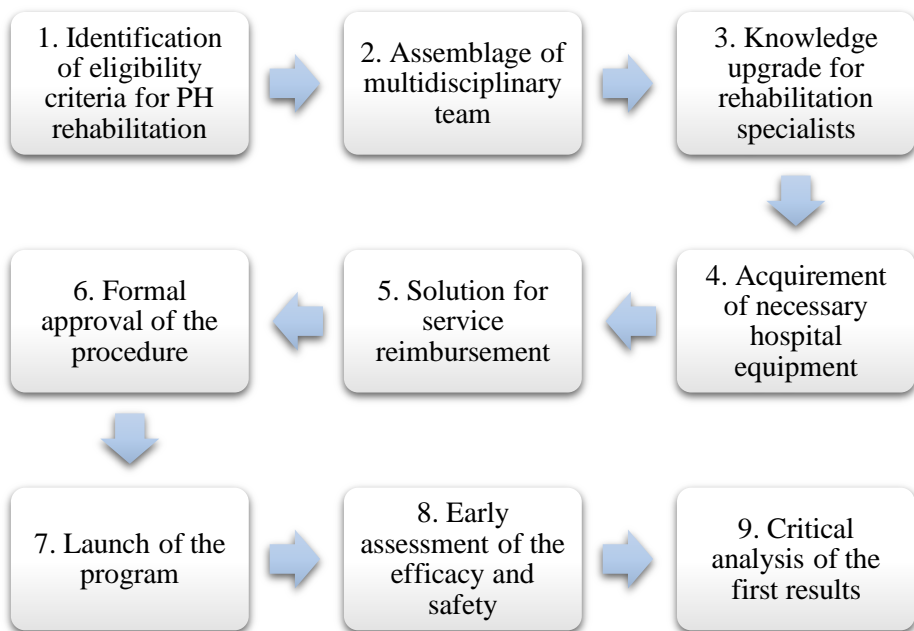 1. Identification
of eligibility
criteria for PH
rehabilitation
2. Assemblage of
multidisciplinary
team
3. Knowledge
upgrade for
rehabilitation
specialists
4. Acquirement
of necessary
hospital
equipment
5. Solution for
service
reimbursement
6. Formal
approval of the
procedure
7. Launch of the
program
8. Early
assessment of the
efficacy and
safety
9. Critical
analysis of the
first results